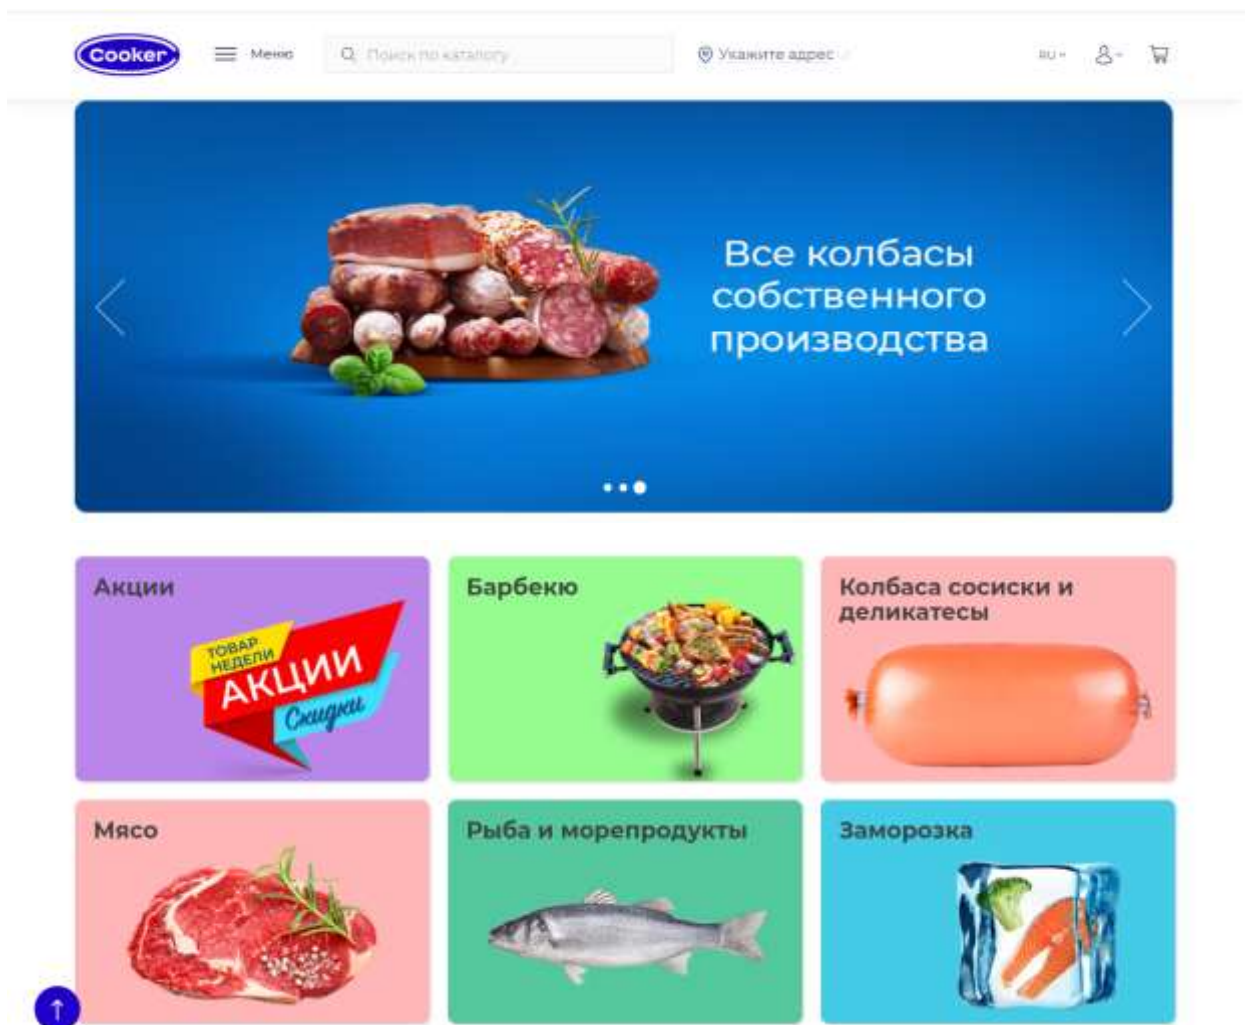 Cooker
Меню
Поиск по каталогу
Укажите адрес
RU
Все колбасы
собственного
производства
Акции
ТОВАР
НЕДЕЛИ
АКЦИИ
Скидки
Барбекю
Колбаса сосиски и
деликатесы
Мясо
Рыба и морепродукты
Заморозка